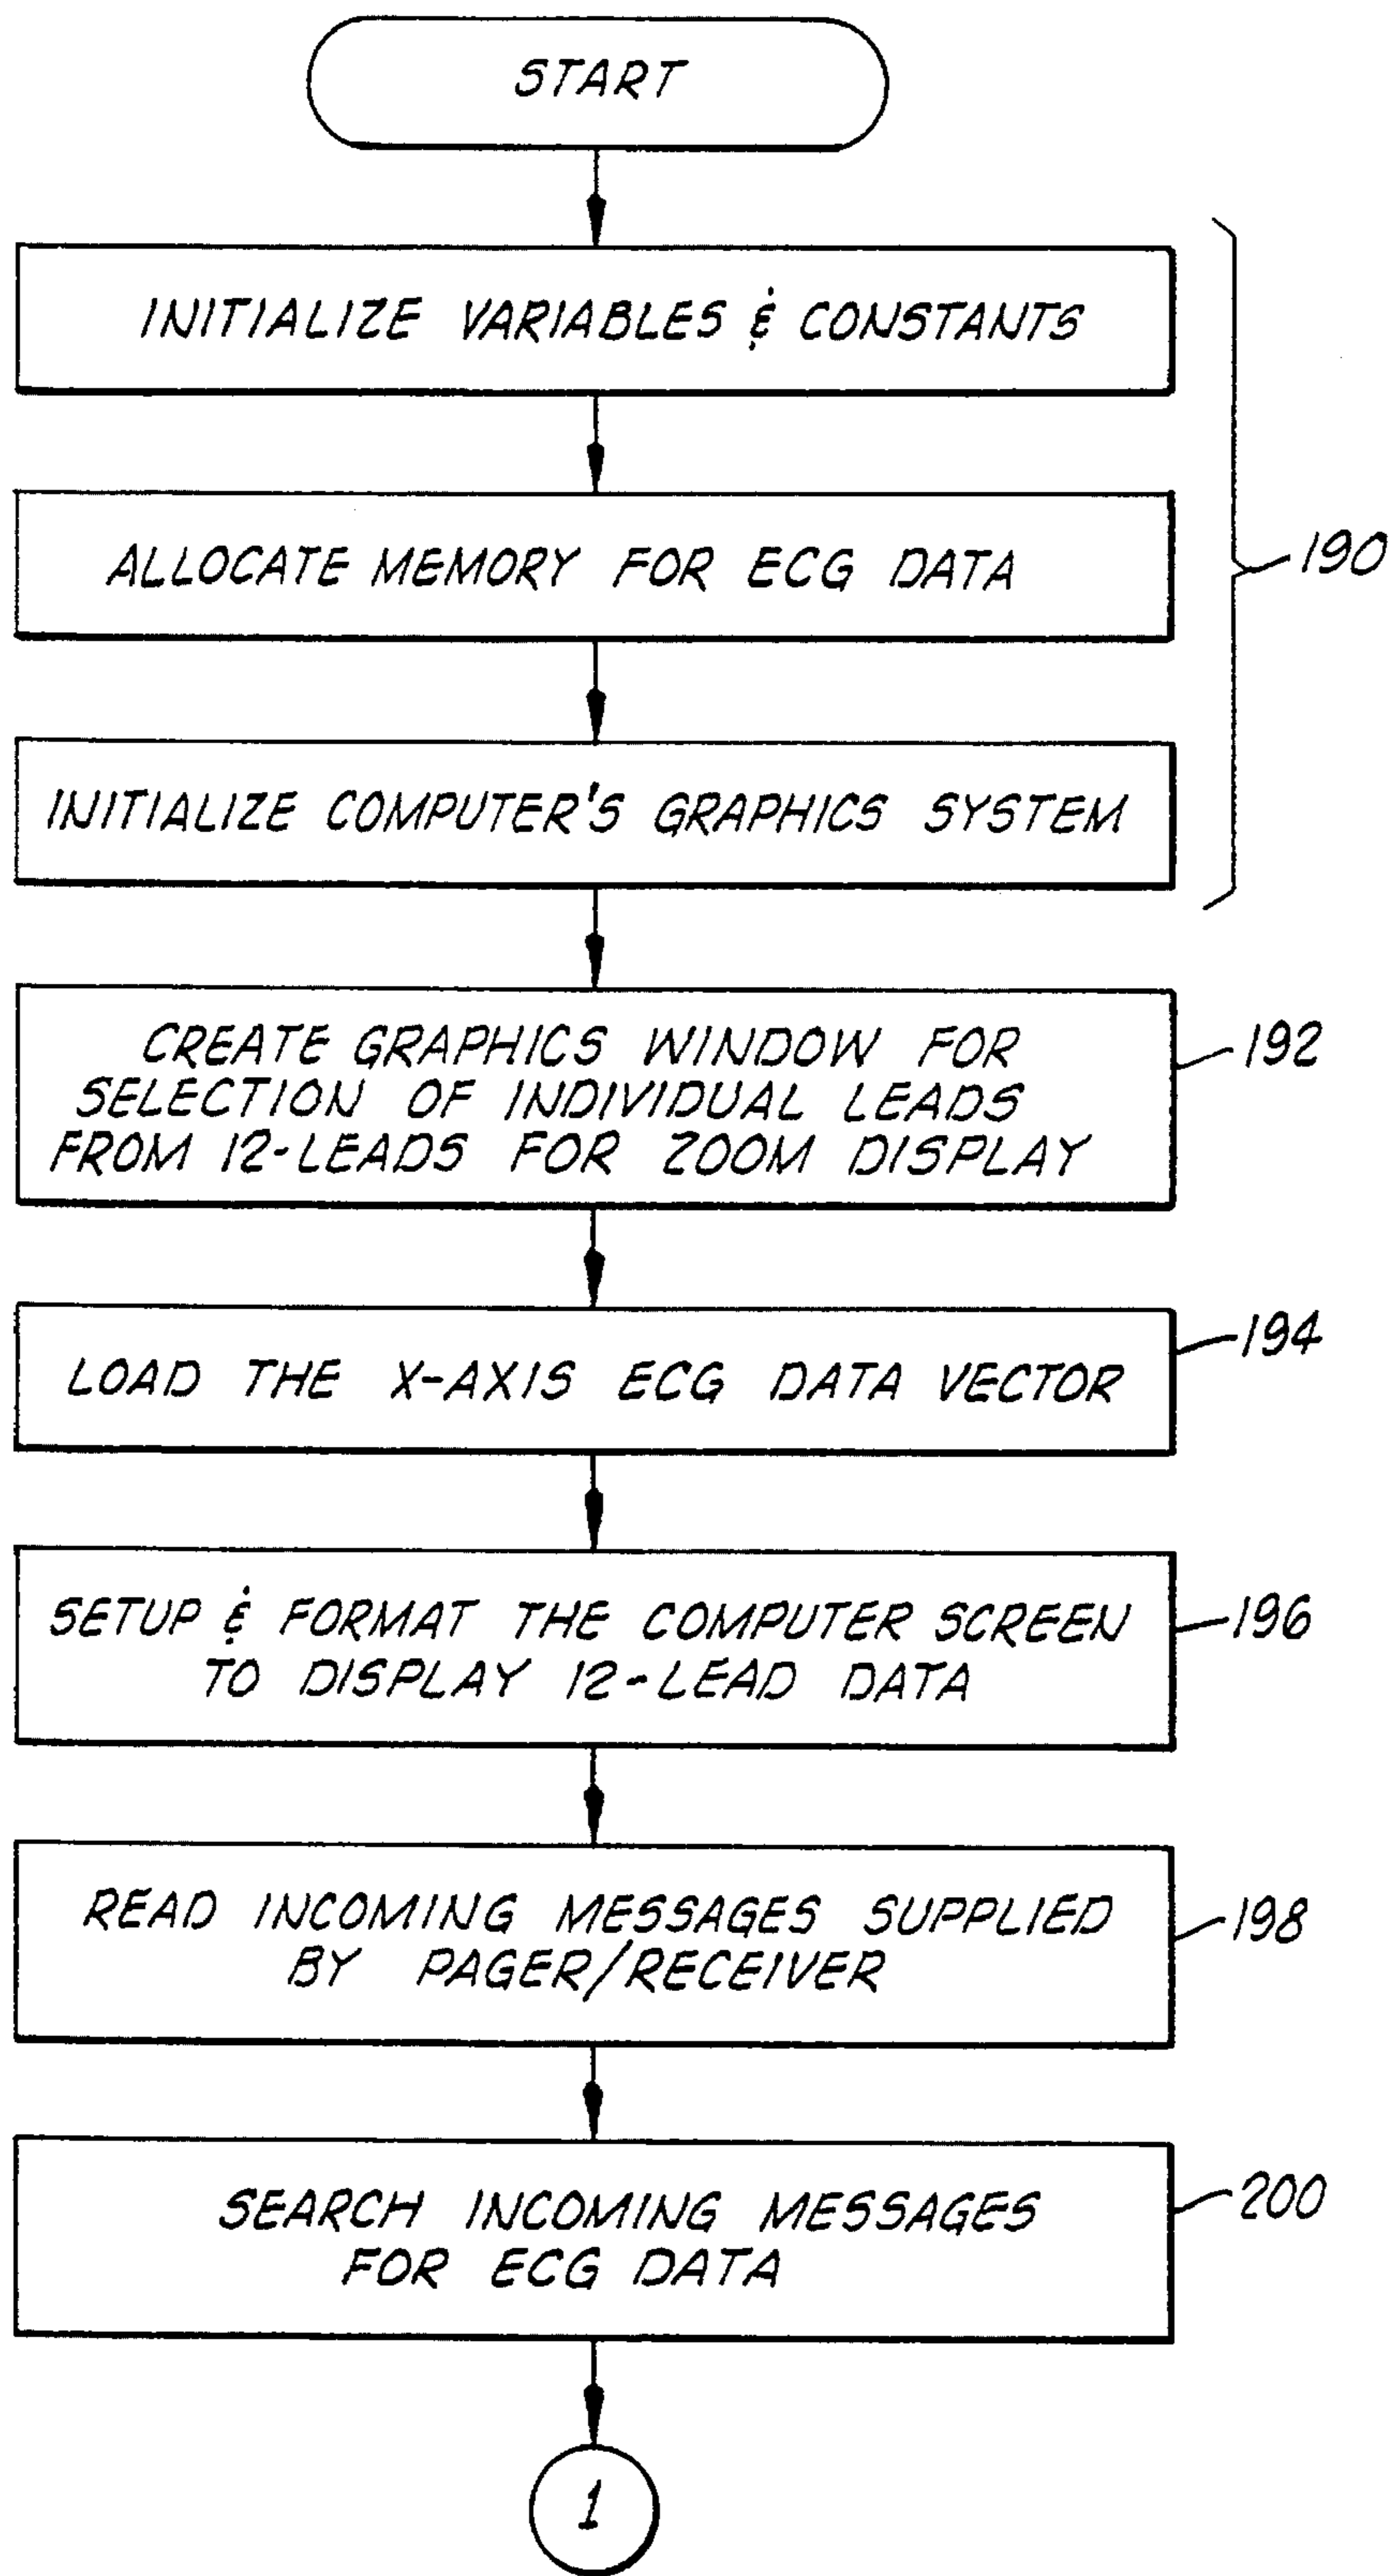 START
INITIALIZE VARIABLES & CONSTANTS
ALLOCATE MEMORY FOR ECG DATA
190
INITIALIZE COMPUTER'S GRAPHICS SYSTEM
CREATE GRAPHICS WINDOW FOR
SELECTION OF INDIVIDUAL LEADS
FROM 12-LEADS FOR ZOOM DISPLAY
192
LOAD THE X-AXIS ECG DATA VECTOR
194
SETUP & FORMAT THE COMPUTER SCREEN
TO DISPLAY 12-LEAD DATA
196
READ INCOMING MESSAGES SUPPLIED
BY PAGER/RECEIVER
198
SEARCH INCOMING MESSAGES
FOR ECG DATA
200
1